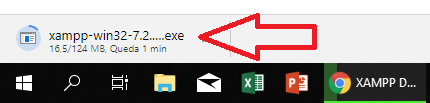 xampp-win32-7.2.....exe
16,5/124 MB, Queda 1 min
XAMPP D...